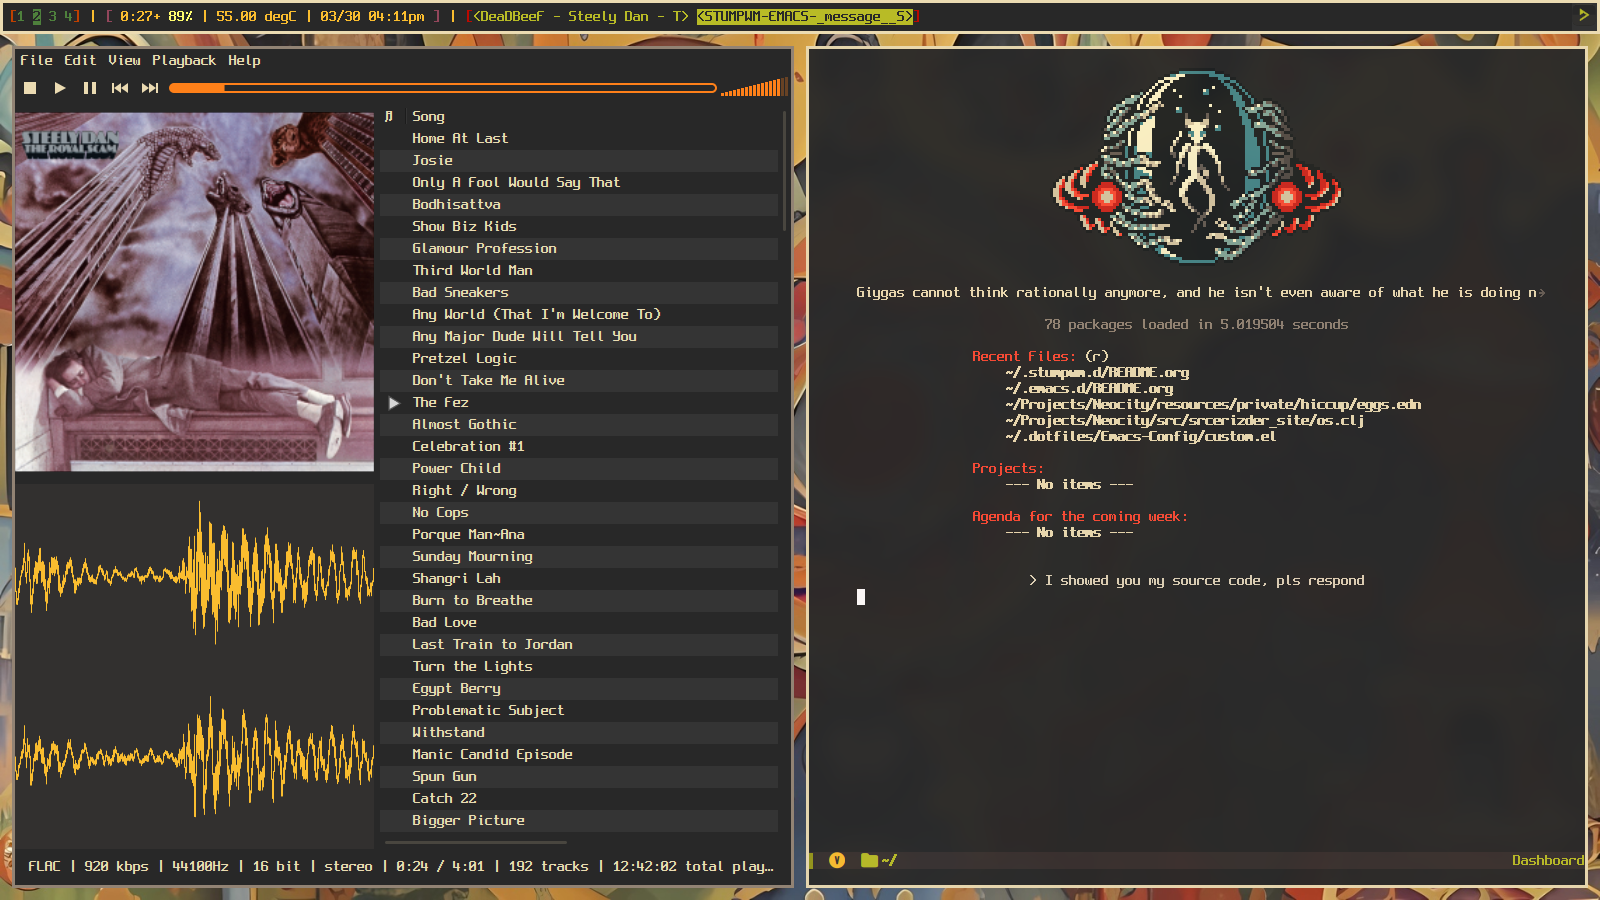 [1 2 3 4] | [ 0:27+ 89% | 55.00 degC | 03/30 04:11pm ] | [<DeaDBeeF - Steely Dan - T> <STUMPWM-EMACS-_message__S>]
>
File Edit View Playback Help
STEELY DAN
THE ROYAL SCAM
Song
Home At Last
Josie
Only A Fool Would Say That
Bodhisattva
Show Biz Kids
Glamour Profession
Third World Man
Bad Sneakers
Any World (That I'm Welcome To)
Any Major Dude Will Tell You
Pretzel Logic
Don't Take Me Alive
The Fez
Almost Gothic
Celebration #1
Power Child
Right / Wrong
No Cops
Porque Man~Ana
Sunday Mourning
Shangri Lah
Burn to Breathe
Bad Love
Last Train to Jordan
Turn the Lights
Egypt Berry
Problematic Subject
Withstand
Manic Candid Episode
Spun Gun
Catch 22
Bigger Picture
FLAC | 920 kbps | 44100Hz | 16 bit | stereo | 0:24 / 4:01 | 192 tracks | 12:42:02 total play…
Giygas cannot think rationally anymore, and he isn't even aware of what he is doing n
78 packages loaded in 5.019504 seconds
Recent Files: (r)
~/.stumpwm.d/README.org
~/.emacs.d/README.org
~/Projects/Neocity/resources/private/hiccup/eggs.edn
~/Projects/Neocity/src/srcerizder_site/os.clj
~/.dotfiles/Emacs-Config/custom.el
Projects:
--- No items ---
Agenda for the coming week:
--- No items ---
> I showed you my source code, pls respond
V ~/
Dashboard